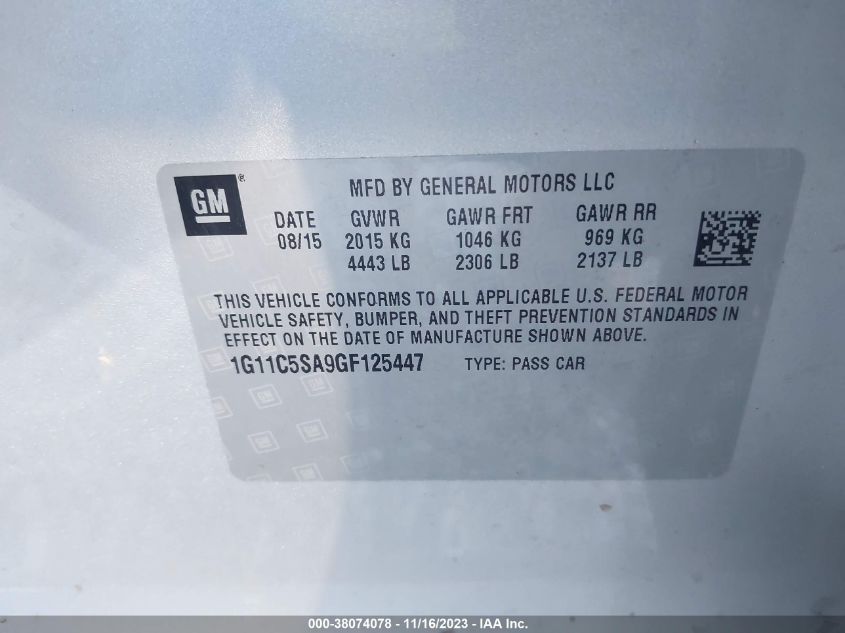 GM®
MFD BY GENERAL MOTORS LLC
DATE GVWR GAWR FRT GAWR RR
08/15 2015 KG 1046 KG 969 KG
4443 LB 2306 LB 2137 LB
THIS VEHICLE CONFORMS TO ALL APPLICABLE U.S. FEDERAL MOTOR
VEHICLE SAFETY, BUMPER, AND THEFT PREVENTION STANDARDS IN
EFFECT ON THE DATE OF MANUFACTURE SHOWN ABOVE.
1G11C5SA9GF125447 TYPE: PASS CAR
000-38074078 - 11/16/2023 - IAA Inc.